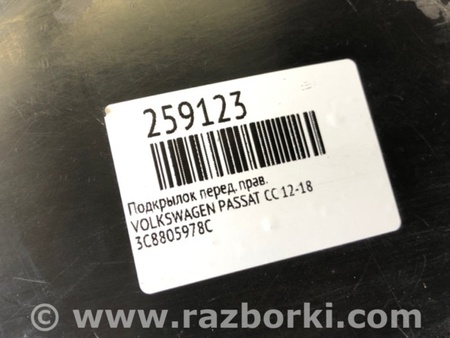 259123
Подкрылок перед. прав.
VOLKSWAGEN PASSAT CC 12-18
3C8805978C
© www.razborki.com